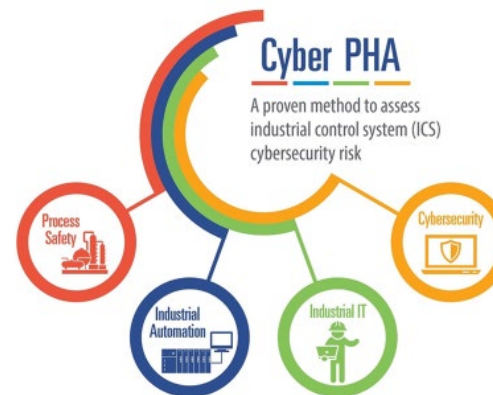 Cyber PHA
A proven method to assess
industrial control system (ICS)
cybersecurity risk
Process
Safety
Industrial
Automation
Industrial IT
Cybersecurity